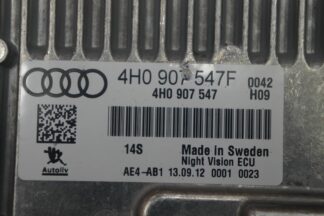 4H0 907 547F 0042
4H0 907 547 H09
14S Made in Sweden
Night Vision ECU
Autoliv AE4-AB1 13.09.12 0001 0023